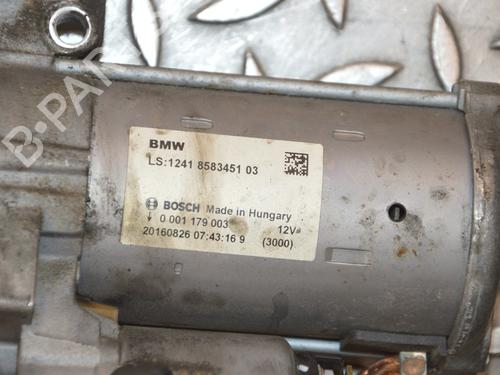 BMW
LS:1241 8583451 03
BOSCH Made in Hungary
0 001 179 003 12V
20160826 07:43:16 9 (3000)
B-PARTS